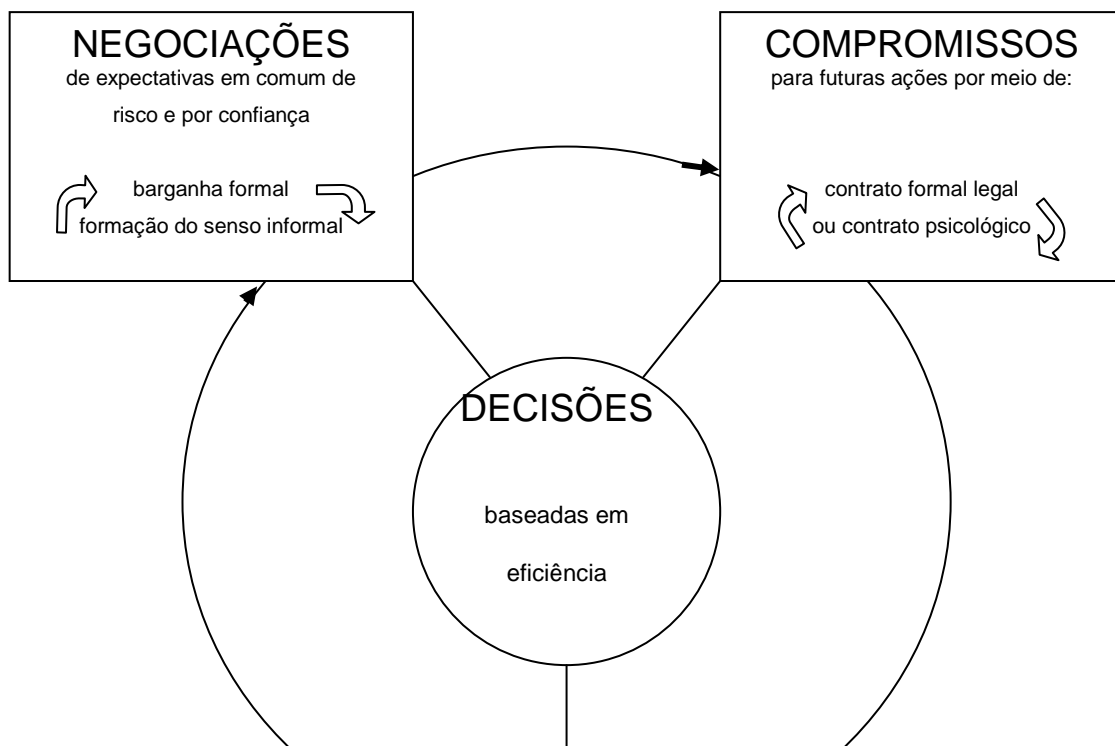 NEGOCIAÇÕES
de expectativas em comum de
risco e por confiança
barganha formal
formação do senso informal
COMPROMISSOS
para futuras ações por meio de:
contrato formal legal
ou contrato psicológico
DECISÕES
baseadas em
eficiência